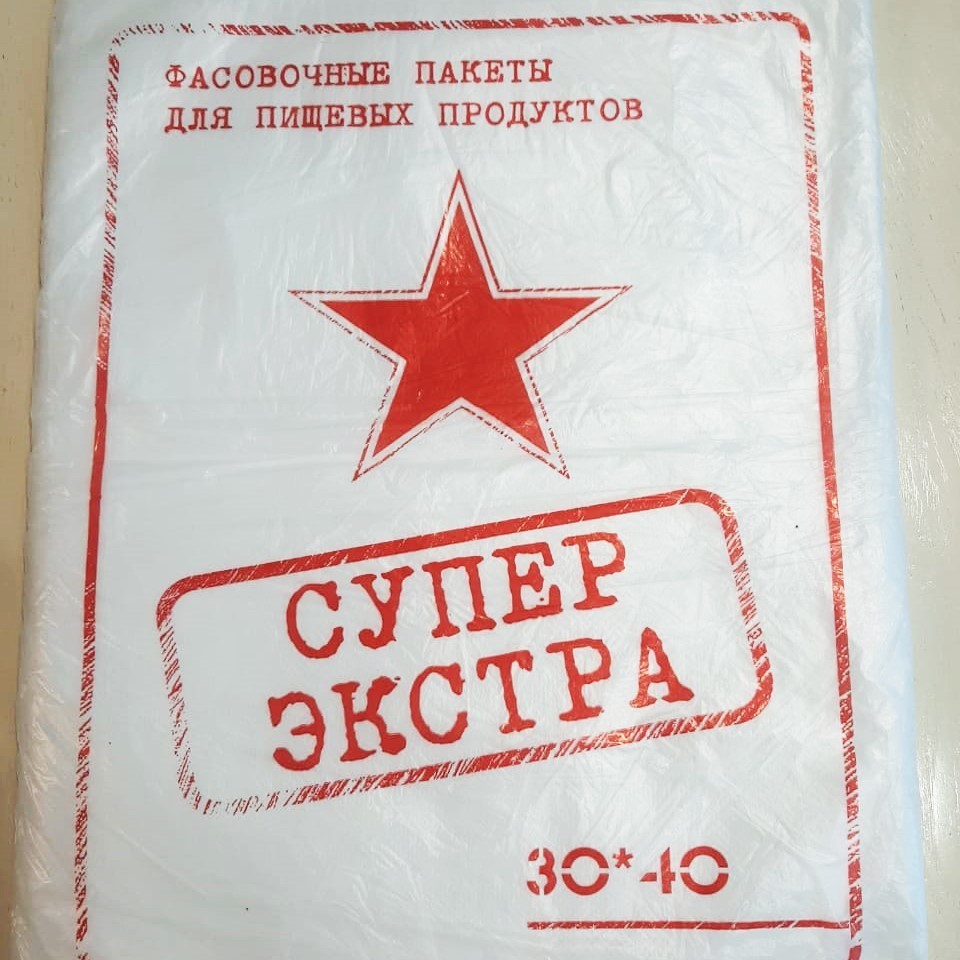 ФАСОВОЧНЫЕ ПАКЕТЫ
ДЛЯ ПИЩЕВЫХ ПРОДУКТОВ
СУПЕР
ЭКСТРА
30*40